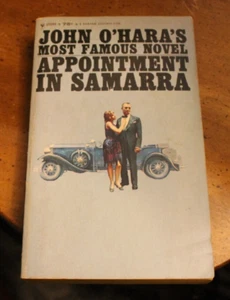 JOHN O'HARA'S
MOST FAMOUS NOVEL
APPOINTMENT
IN SAMARRA